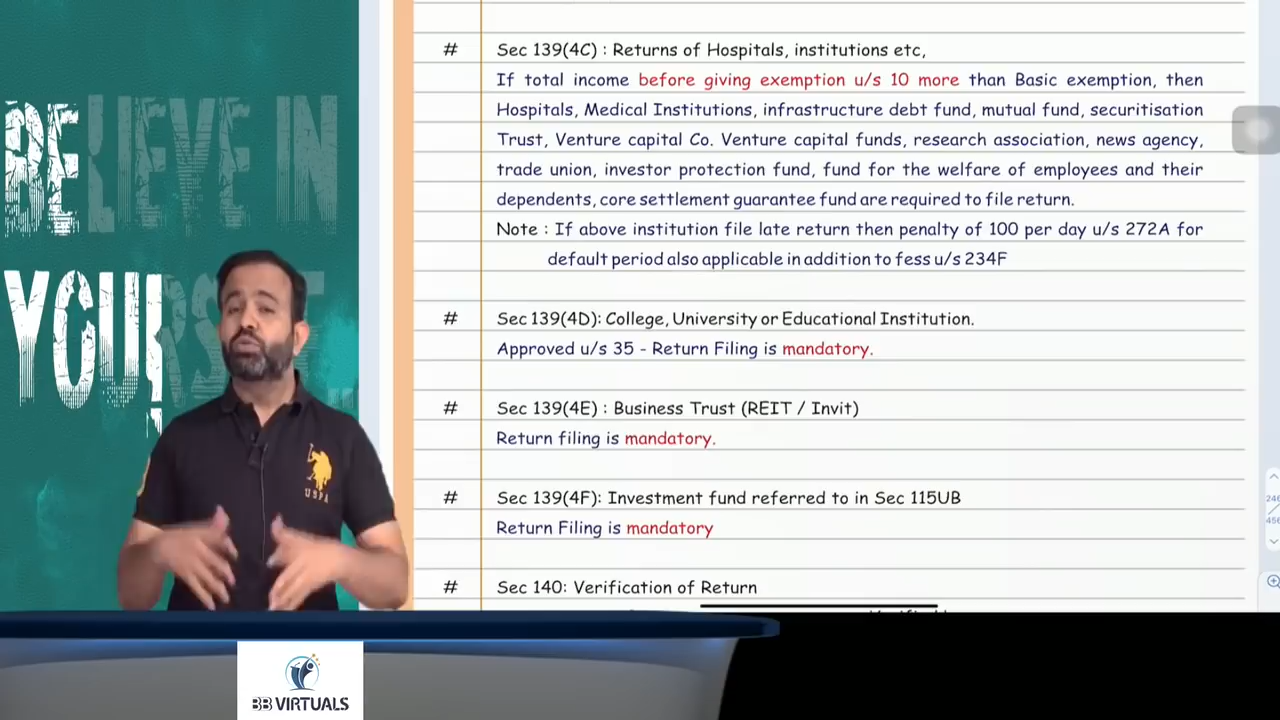 BELIEVE IN
YOURSE
USPA
BB VIRTUALS
# Sec 139(4C) : Returns of Hospitals, institutions etc,
If total income before giving exemption u/s 10 more than Basic exemption, then
Hospitals, Medical Institutions, infrastructure debt fund, mutual fund, securitisation
Trust, Venture capital Co. Venture capital funds, research association, news agency,
trade union, investor protection fund, fund for the welfare of employees and their
dependents, core settlement guarantee fund are required to file return.
Note : If above institution file late return then penalty of 100 per day u/s 272A for
default period also applicable in addition to fess u/s 234F
# Sec 139(4D): College, University or Educational Institution.
Approved u/s 35 - Return Filing is mandatory.
# Sec 139(4E) : Business Trust (REIT / Invit)
Return filing is mandatory.
# Sec 139(4F): Investment fund referred to in Sec 115UB
Return Filing is mandatory
# Sec 140: Verification of Return
246
456